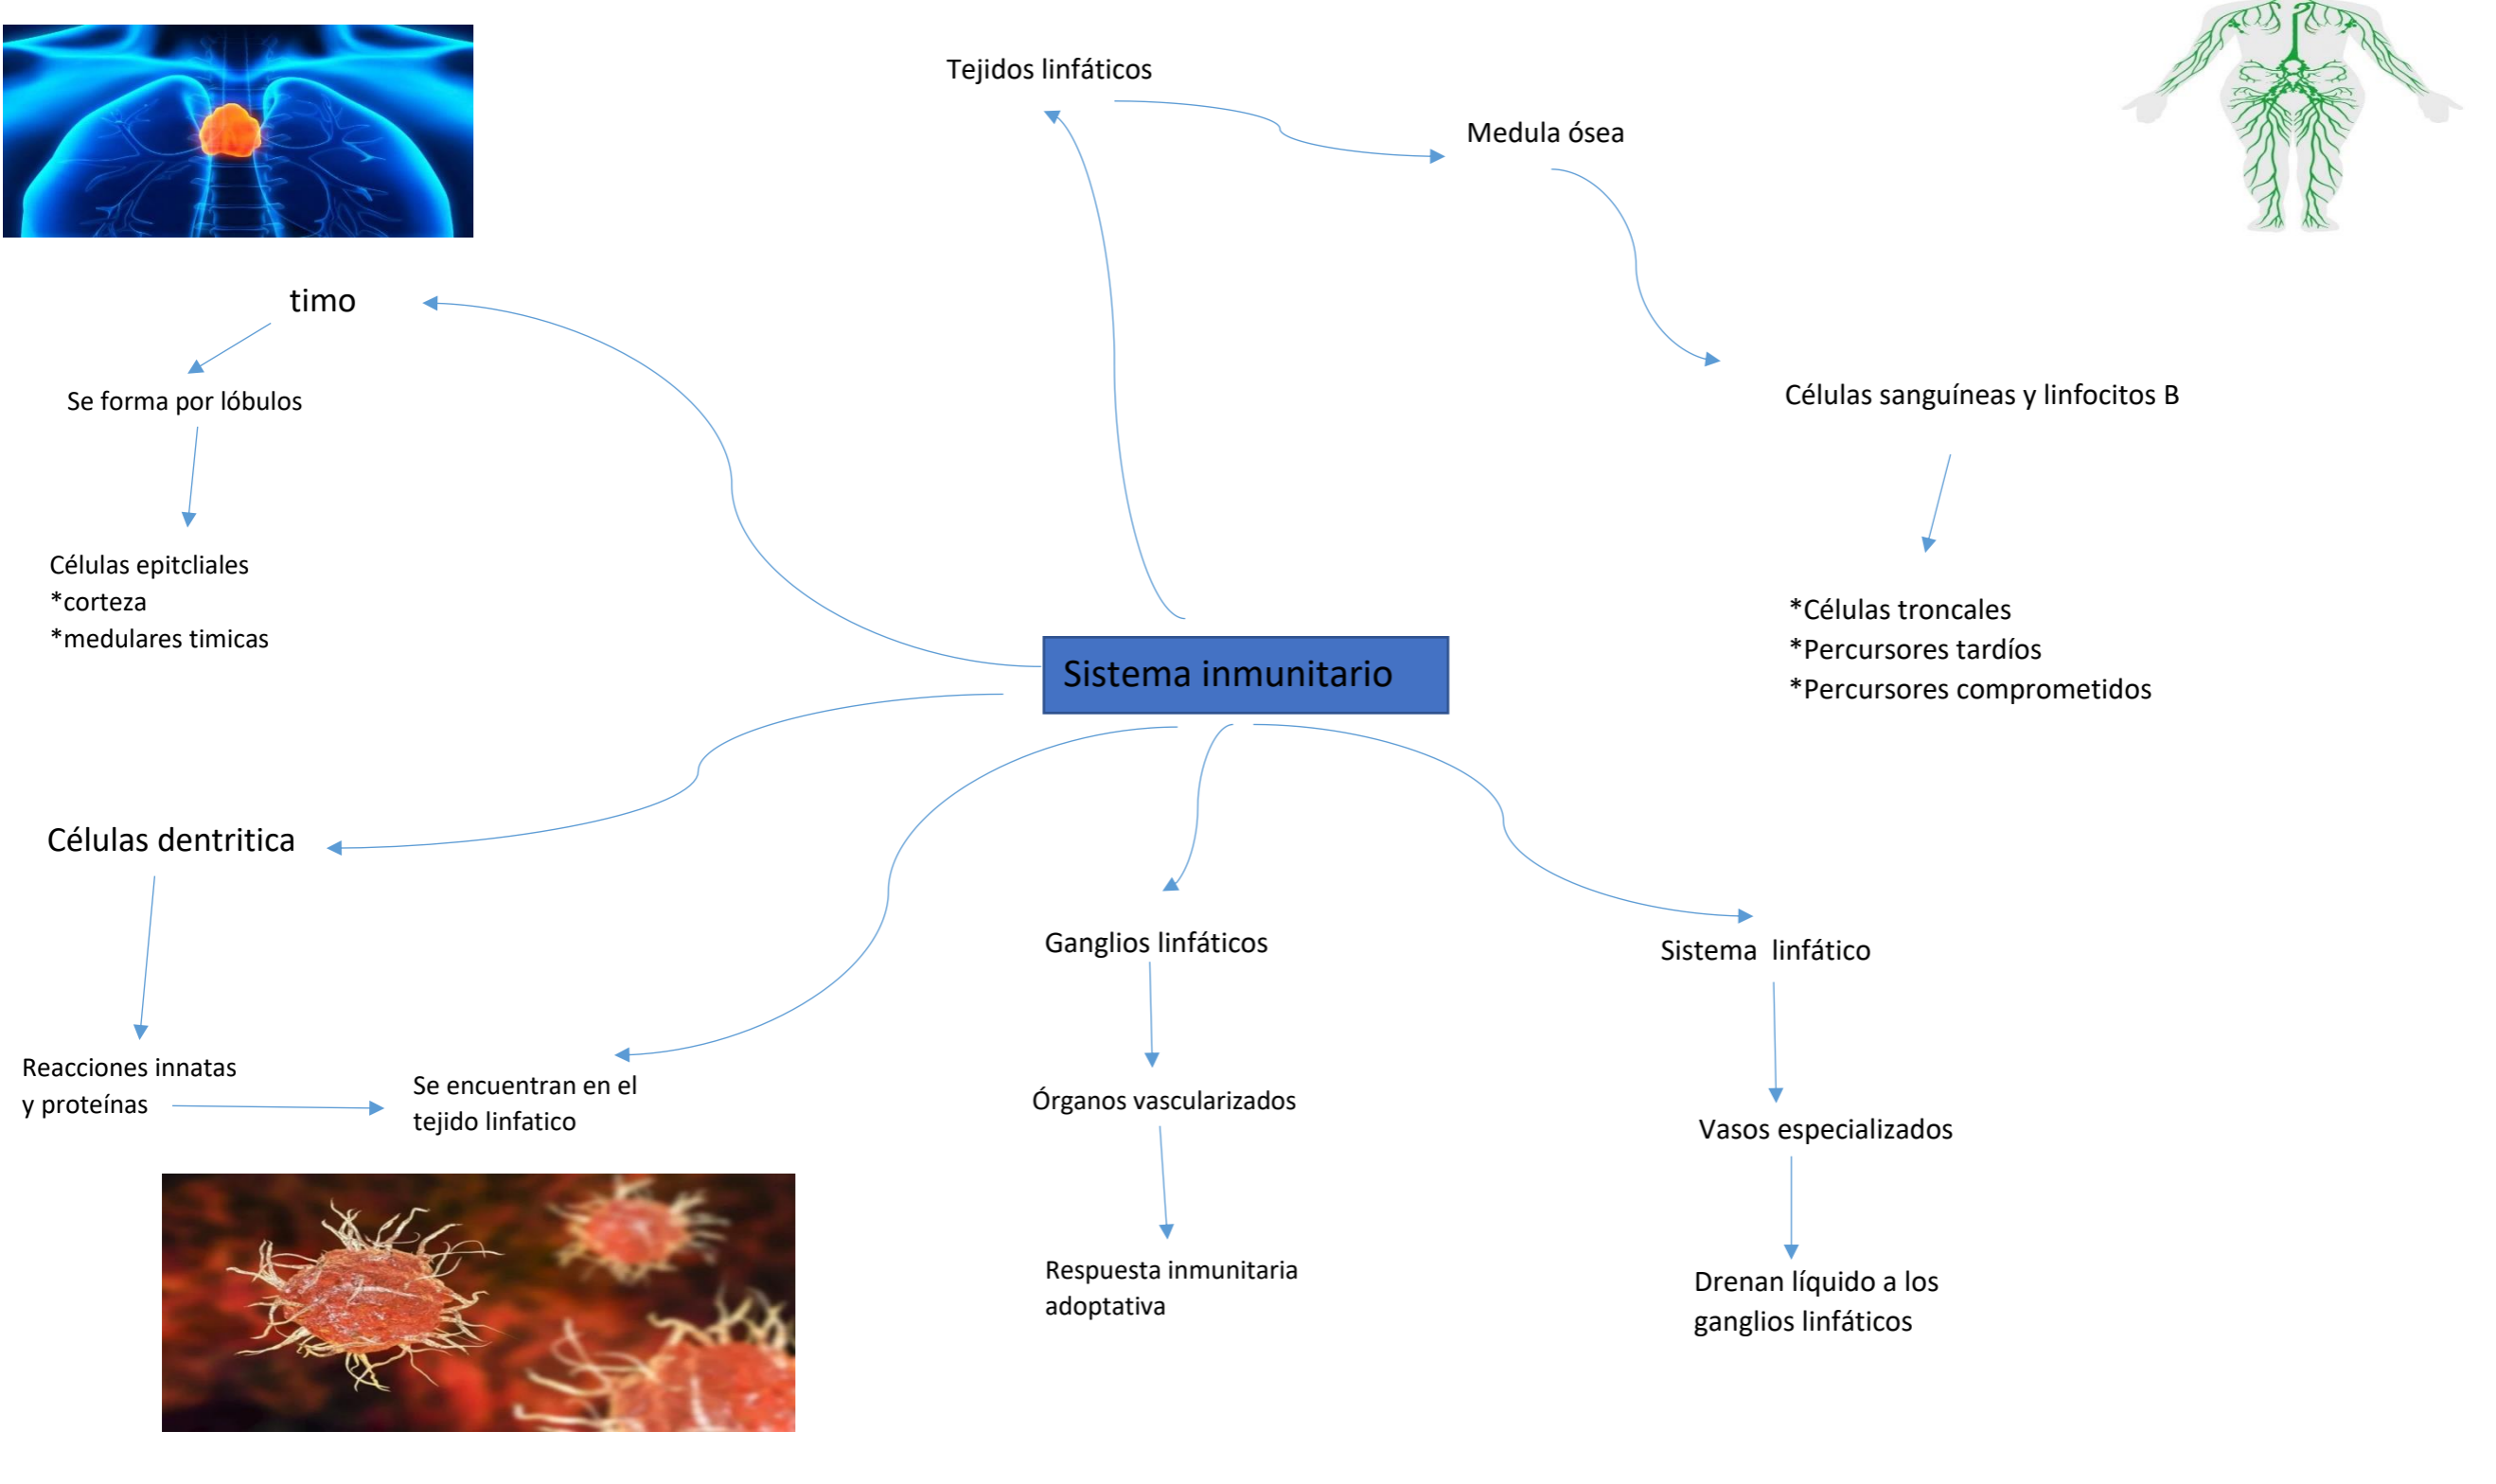 Tejidos linfáticos
Medula ósea
timo
Se forma por lóbulos
Células sanguíneas y linfocitos B
Células epitcliales
*corteza
*medulares timicas
*Células troncales
*Percursores tardíos
*Percursores comprometidos
Sistema inmunitario
Células dentritica
Ganglios linfáticos
Sistema  linfático
Reacciones innatas
y proteínas
Se encuentran en el
tejido linfatico
Órganos vascularizados
Vasos especializados
Respuesta inmunitaria
adoptativa
Drenan líquido a los
ganglios linfáticos